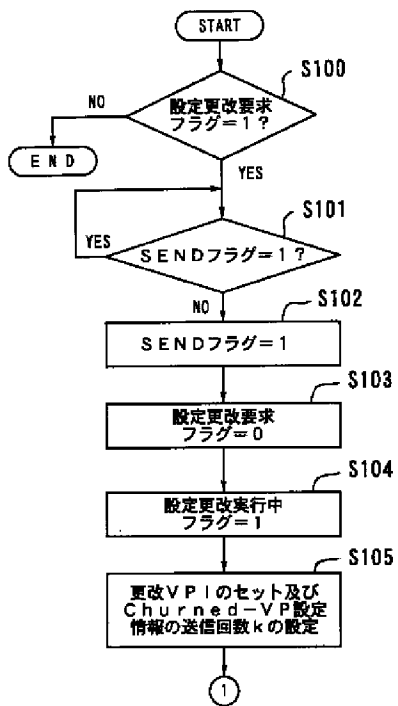 START
S100
設定更改要求
フラグ=1?
NO
END
YES
S101
YES
SENDフラグ=1?
NO
S102
SENDフラグ=1
S103
設定更改要求
フラグ=0
S104
設定更改実行中
フラグ=1
S105
更改VPIのセット及び
Churned-VP設定
情報の送信回数kの設定
1